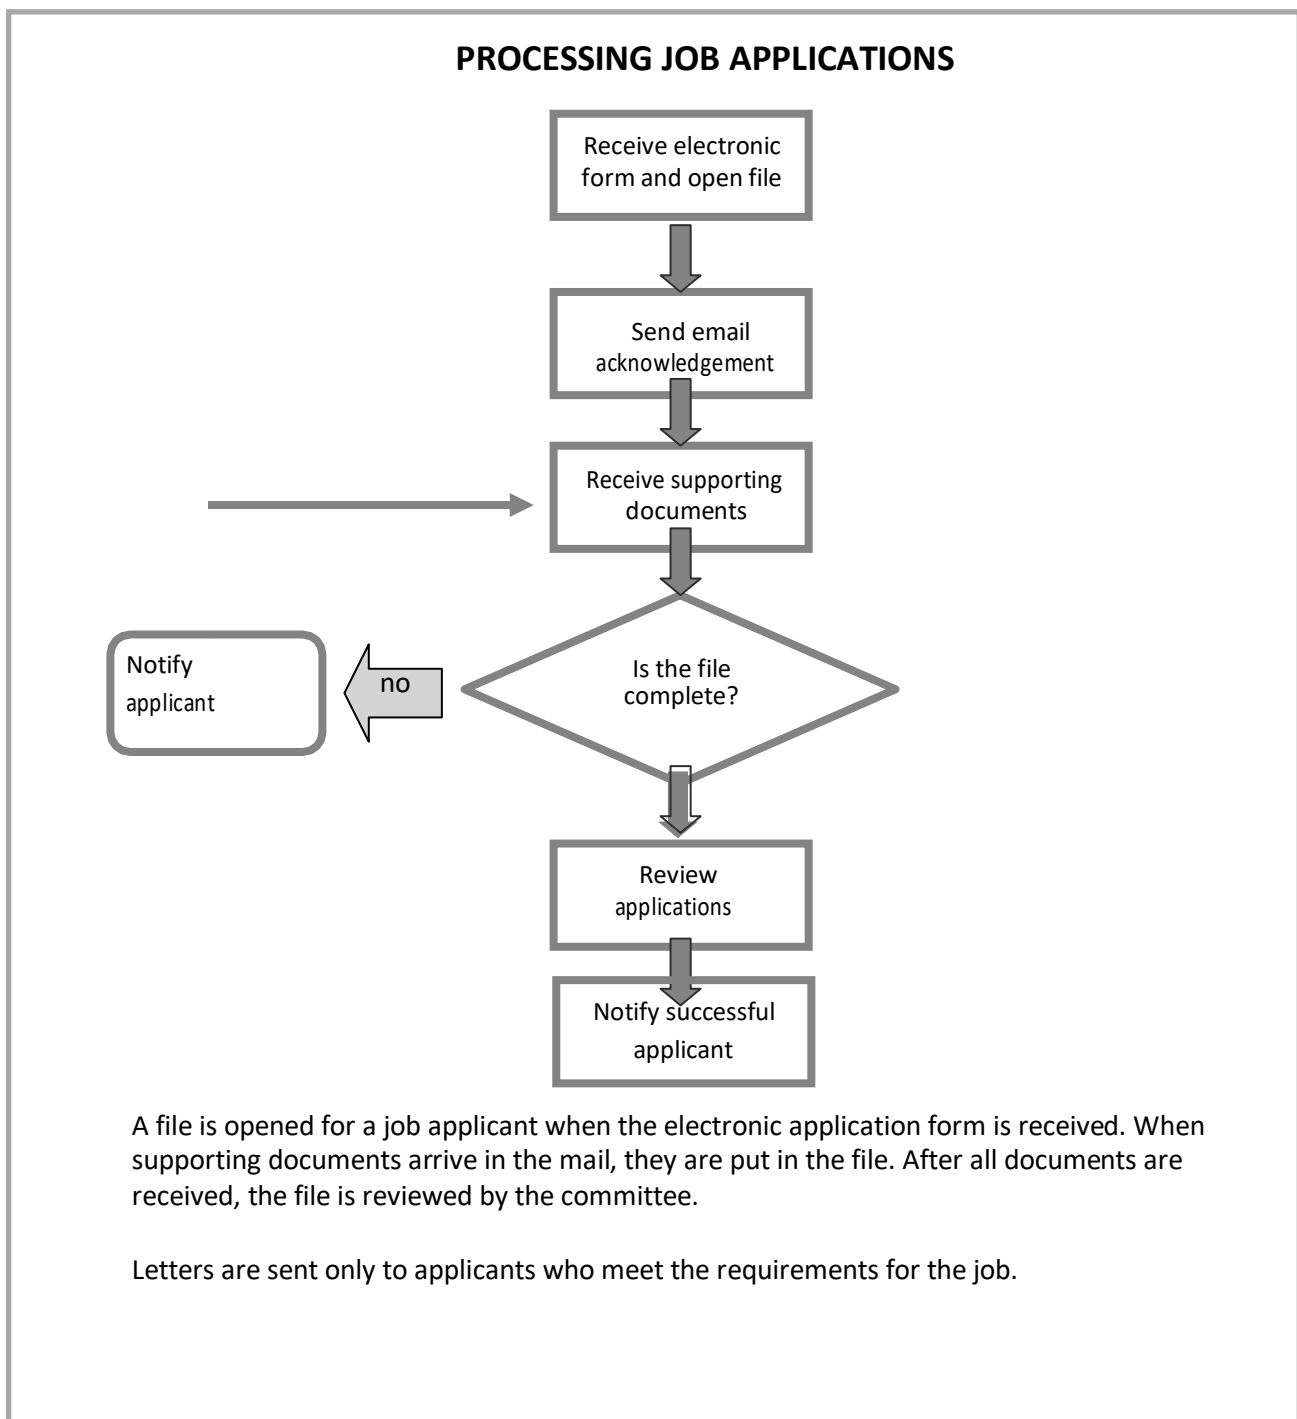 PROCESSING JOB APPLICATIONS
Receive electronic
form and open file
Send email
acknowledgement
Receive supporting
documents
Is the file
complete?
no
Notify
applicant
Review
applications
Notify successful
applicant
A file is opened for a job applicant when the electronic application form is received. When
supporting documents arrive in the mail, they are put in the file. After all documents are
received, the file is reviewed by the committee.
Letters are sent only to applicants who meet the requirements for the job.